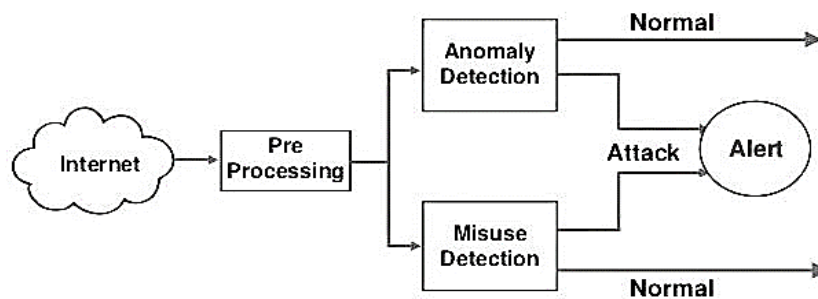 Normal
Anomaly
Detection
Internet
Pre
Processing
Attack
Alert
Misuse
Detection
Normal